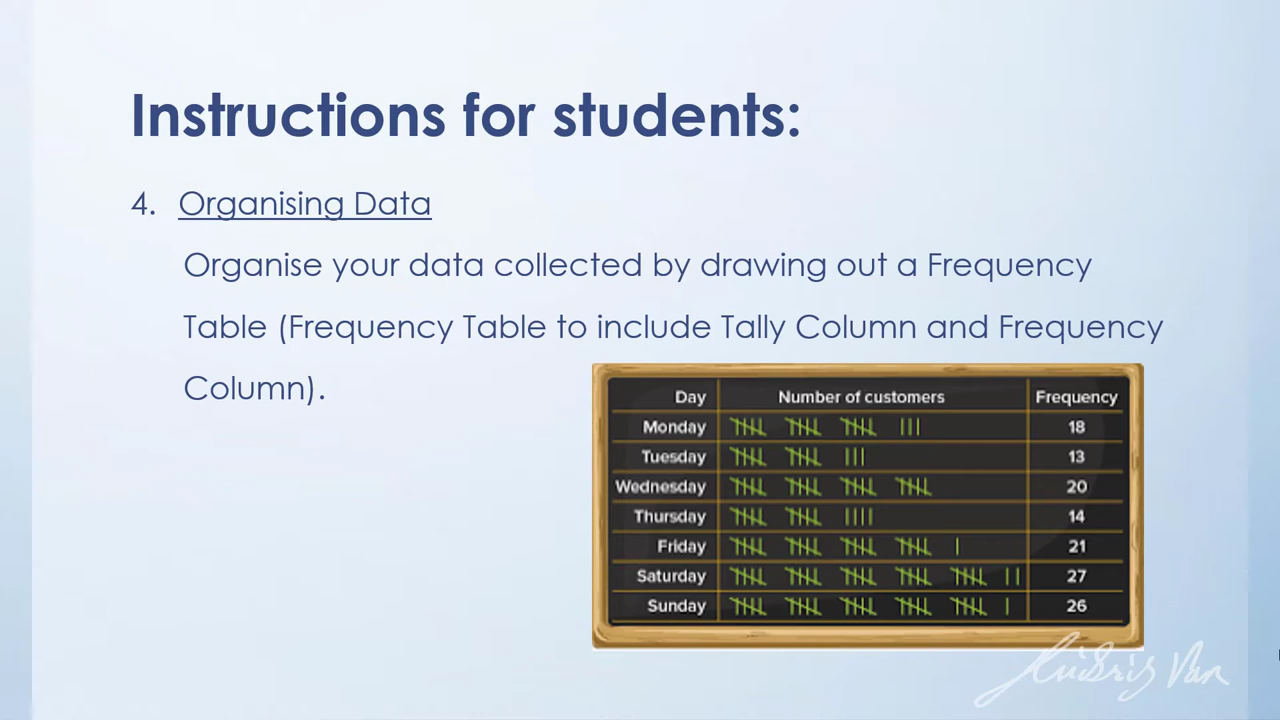 Instructions for students:
4. Organising Data
Organise your data collected by drawing out a Frequency
Table (Frequency Table to include Tally Column and Frequency
Column).
Day Number of customers Frequency
Monday 18
Tuesday 13
Wednesday 20
Thursday 14
Friday 21
Saturday 27
Sunday 26